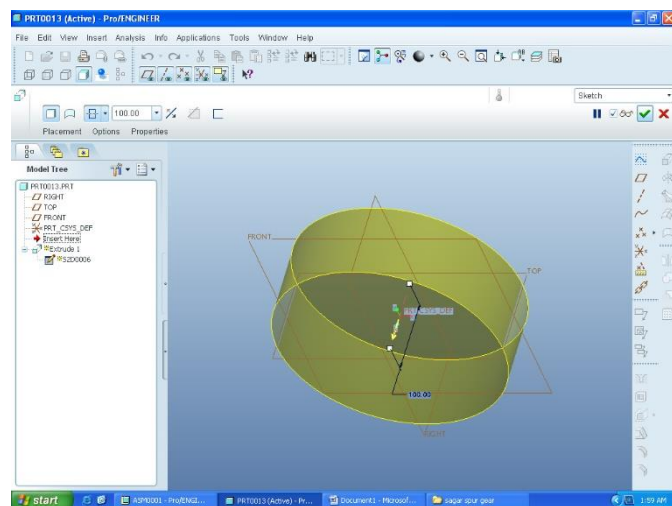 PRT0013 (Active) - Pro/ENGINEER
File Edit View Insert Analysis Info Applications Tools Window Help
Sketch
100.00
Placement Options Properties
Model Tree
PRT0013.PRT
RIGHT
TOP
FRONT
PRT_CSYS_DEF
Insert Here
Extrude 1
S2D0006
FRONT
TOP
PRT_CSYS_DEF
100.00
RIGHT
start
ASM0001 - Pro/ENGI...
PRT0013 (Active) - Pr...
Document1 - Microsof...
sagar spur gear
1:59 AM